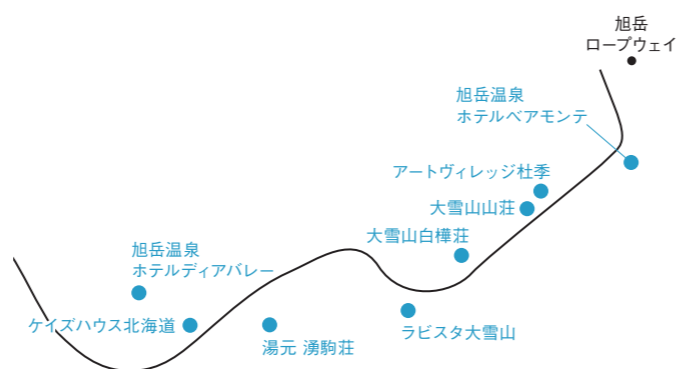 旭岳
ロープウェイ
旭岳温泉
ホテルベアモンテ
アートヴィレッジ杜季
大雪山山荘
大雪山白樺荘
旭岳温泉
ホテルディアバレー
ケイズハウス北海道
湯元 湧駒荘
ラビスタ大雪山